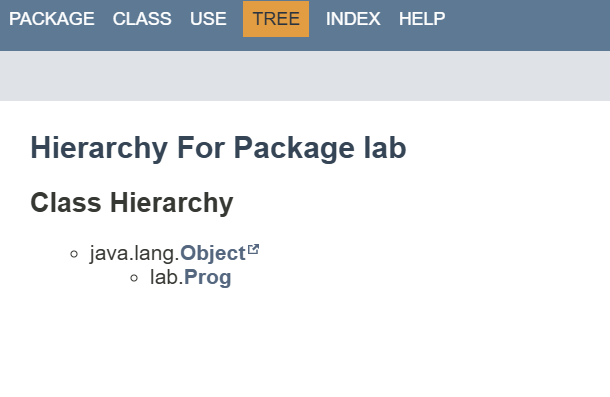 PACKAGE CLASS USE TREE INDEX HELP
Hierarchy For Package lab
Class Hierarchy
java.lang.Object
lab.Prog